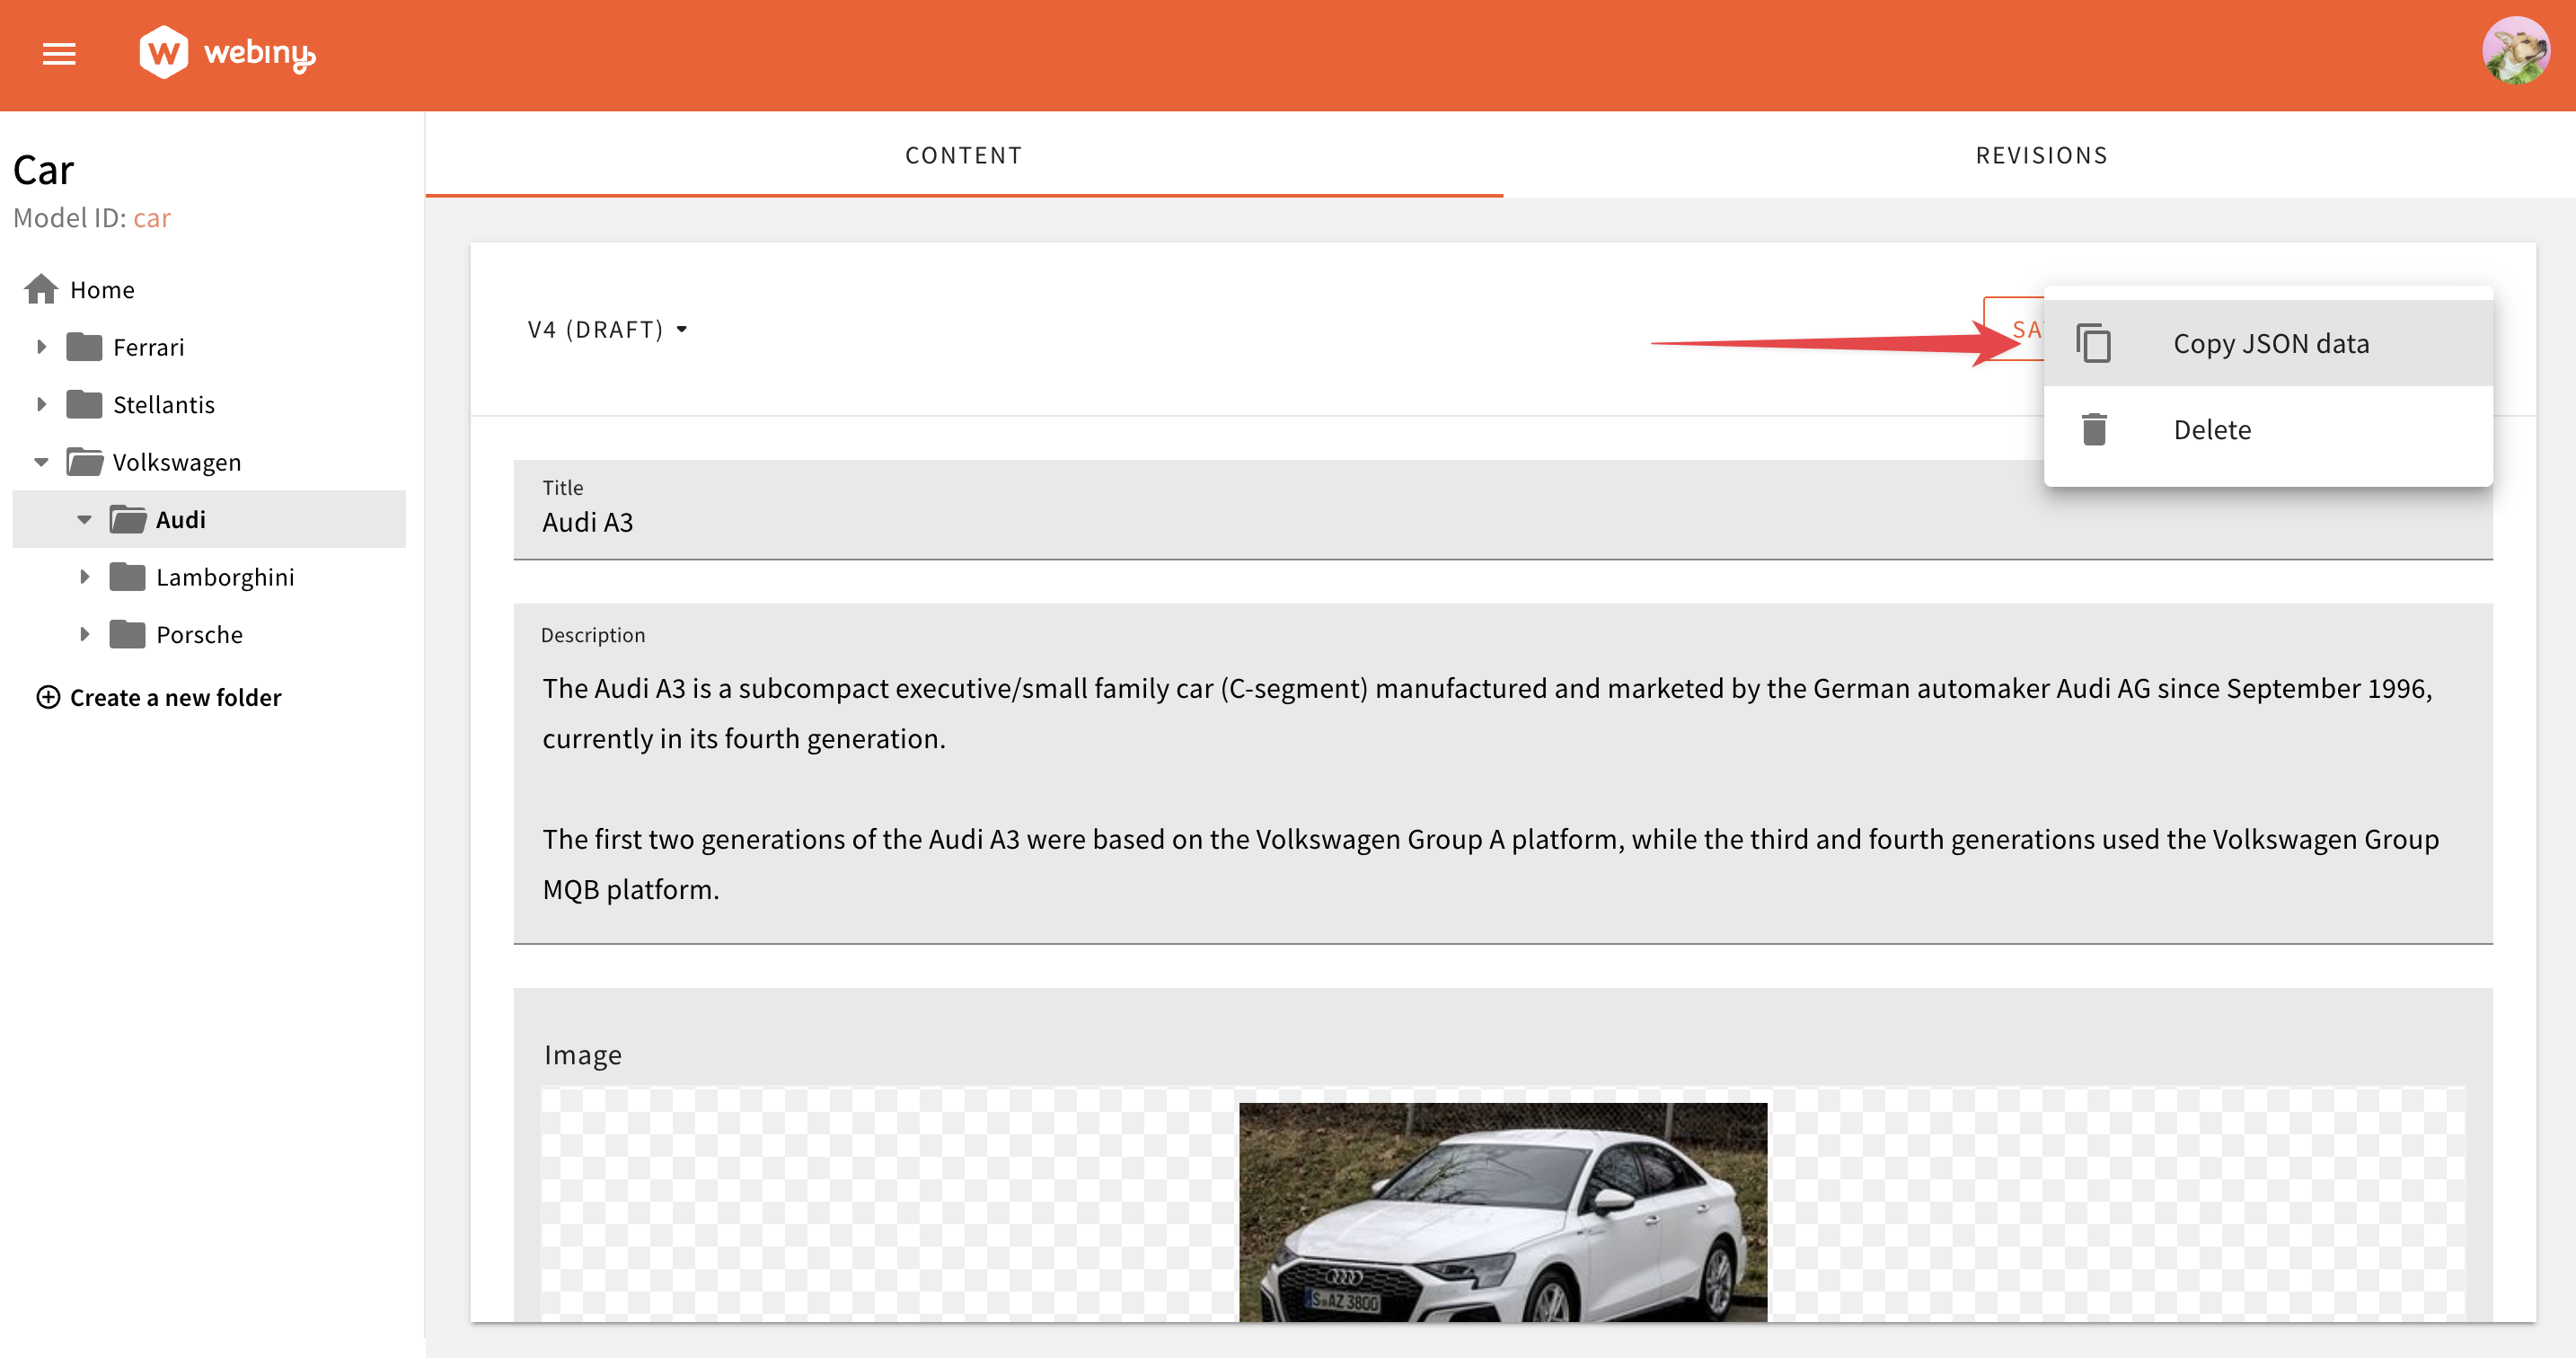 W webiny
Car
Model ID: car
Home
Ferrari
Stellantis
Volkswagen
Audi
Lamborghini
Porsche
Create a new folder
CONTENT
REVISIONS
V4 (DRAFT)
SA
Copy JSON data
Delete
Title
Audi A3
Description
The Audi A3 is a subcompact executive/small family car (C-segment) manufactured and marketed by the German automaker Audi AG since September 1996,
currently in its fourth generation.
The first two generations of the Audi A3 were based on the Volkswagen Group A platform, while the third and fourth generations used the Volkswagen Group
MQB platform.
Image
S AZ 3800